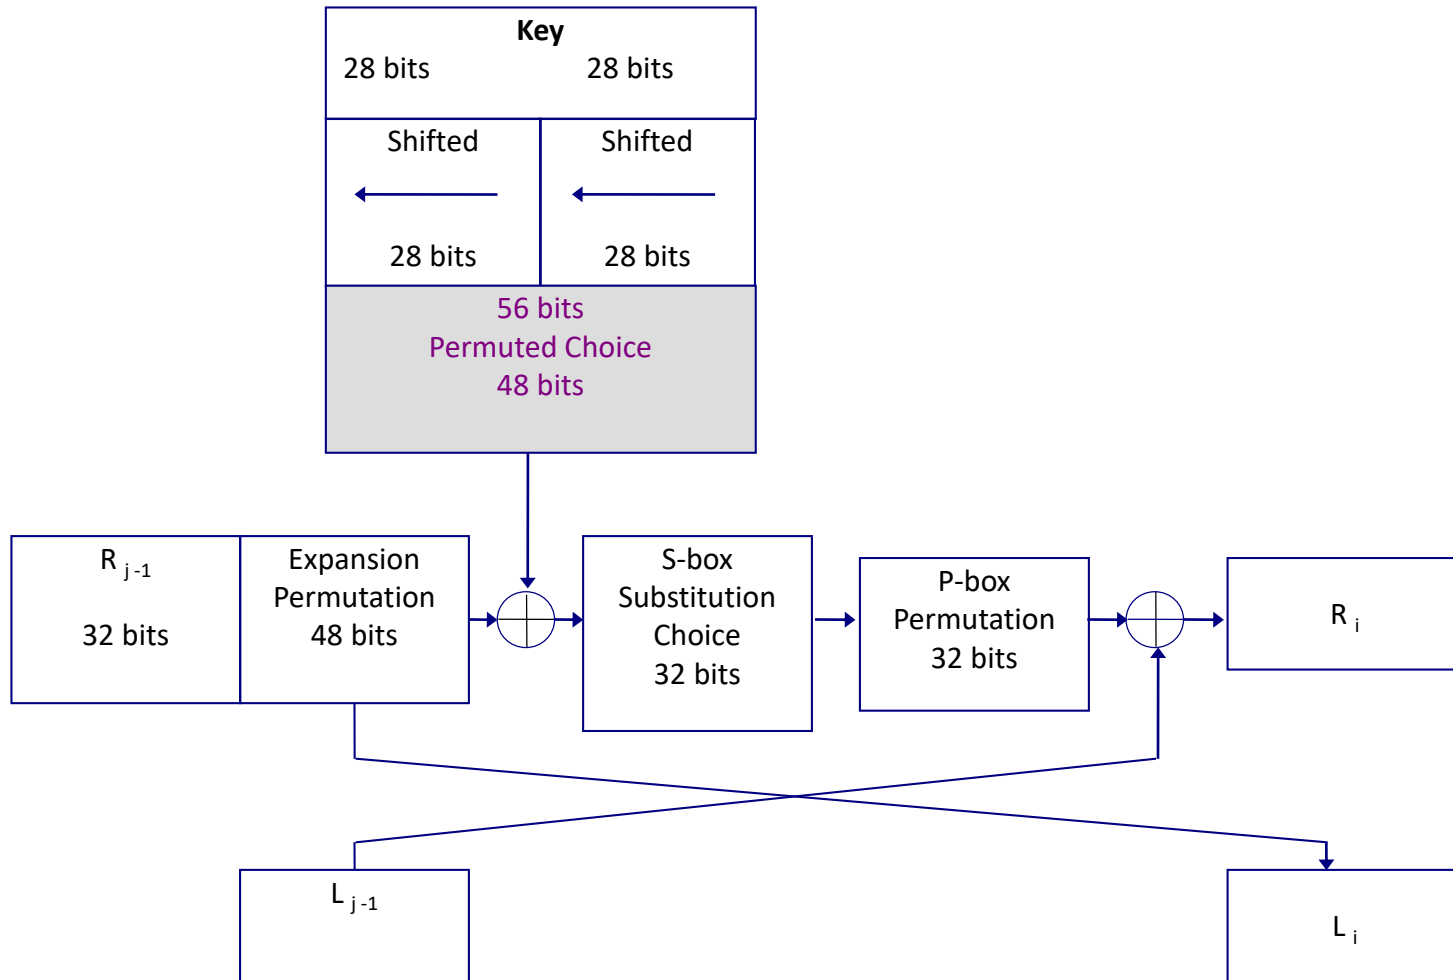 Key
28 bits 28 bits
Shifted Shifted
28 bits 28 bits
56 bits
Permuted Choice
48 bits
R j-1
32 bits
Expansion
Permutation
48 bits
S-box
Substitution
Choice
32 bits
P-box
Permutation
32 bits
R i
L j-1
L i